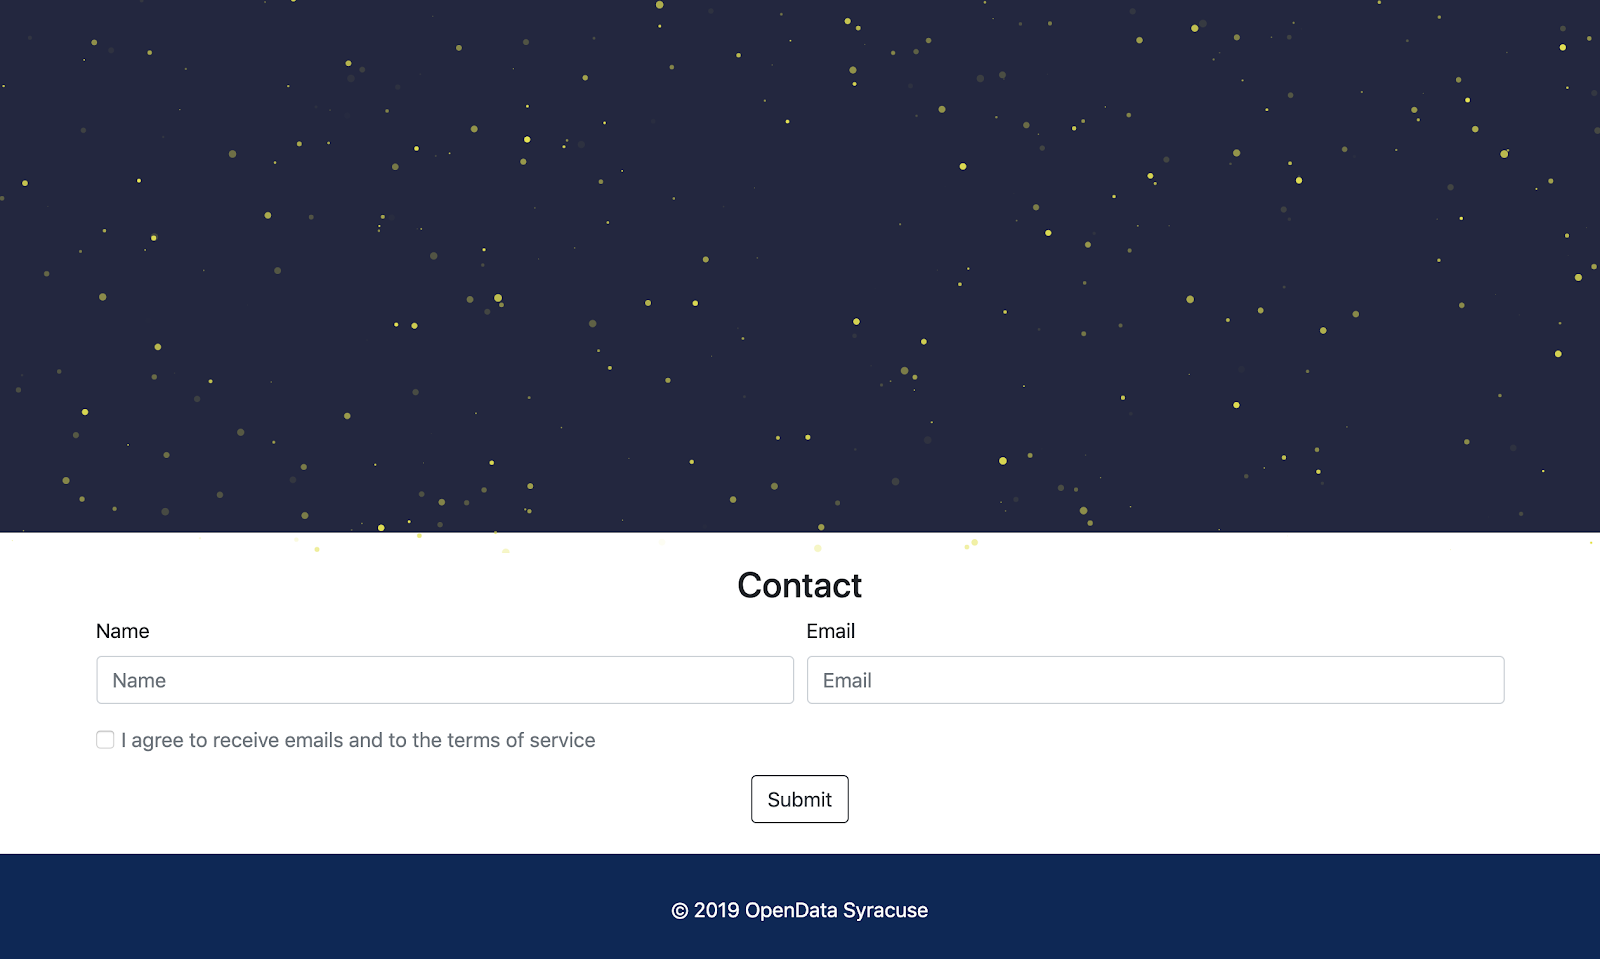 Contact
Name Email
Name Email
I agree to receive emails and to the terms of service
Submit
© 2019 OpenData Syracuse